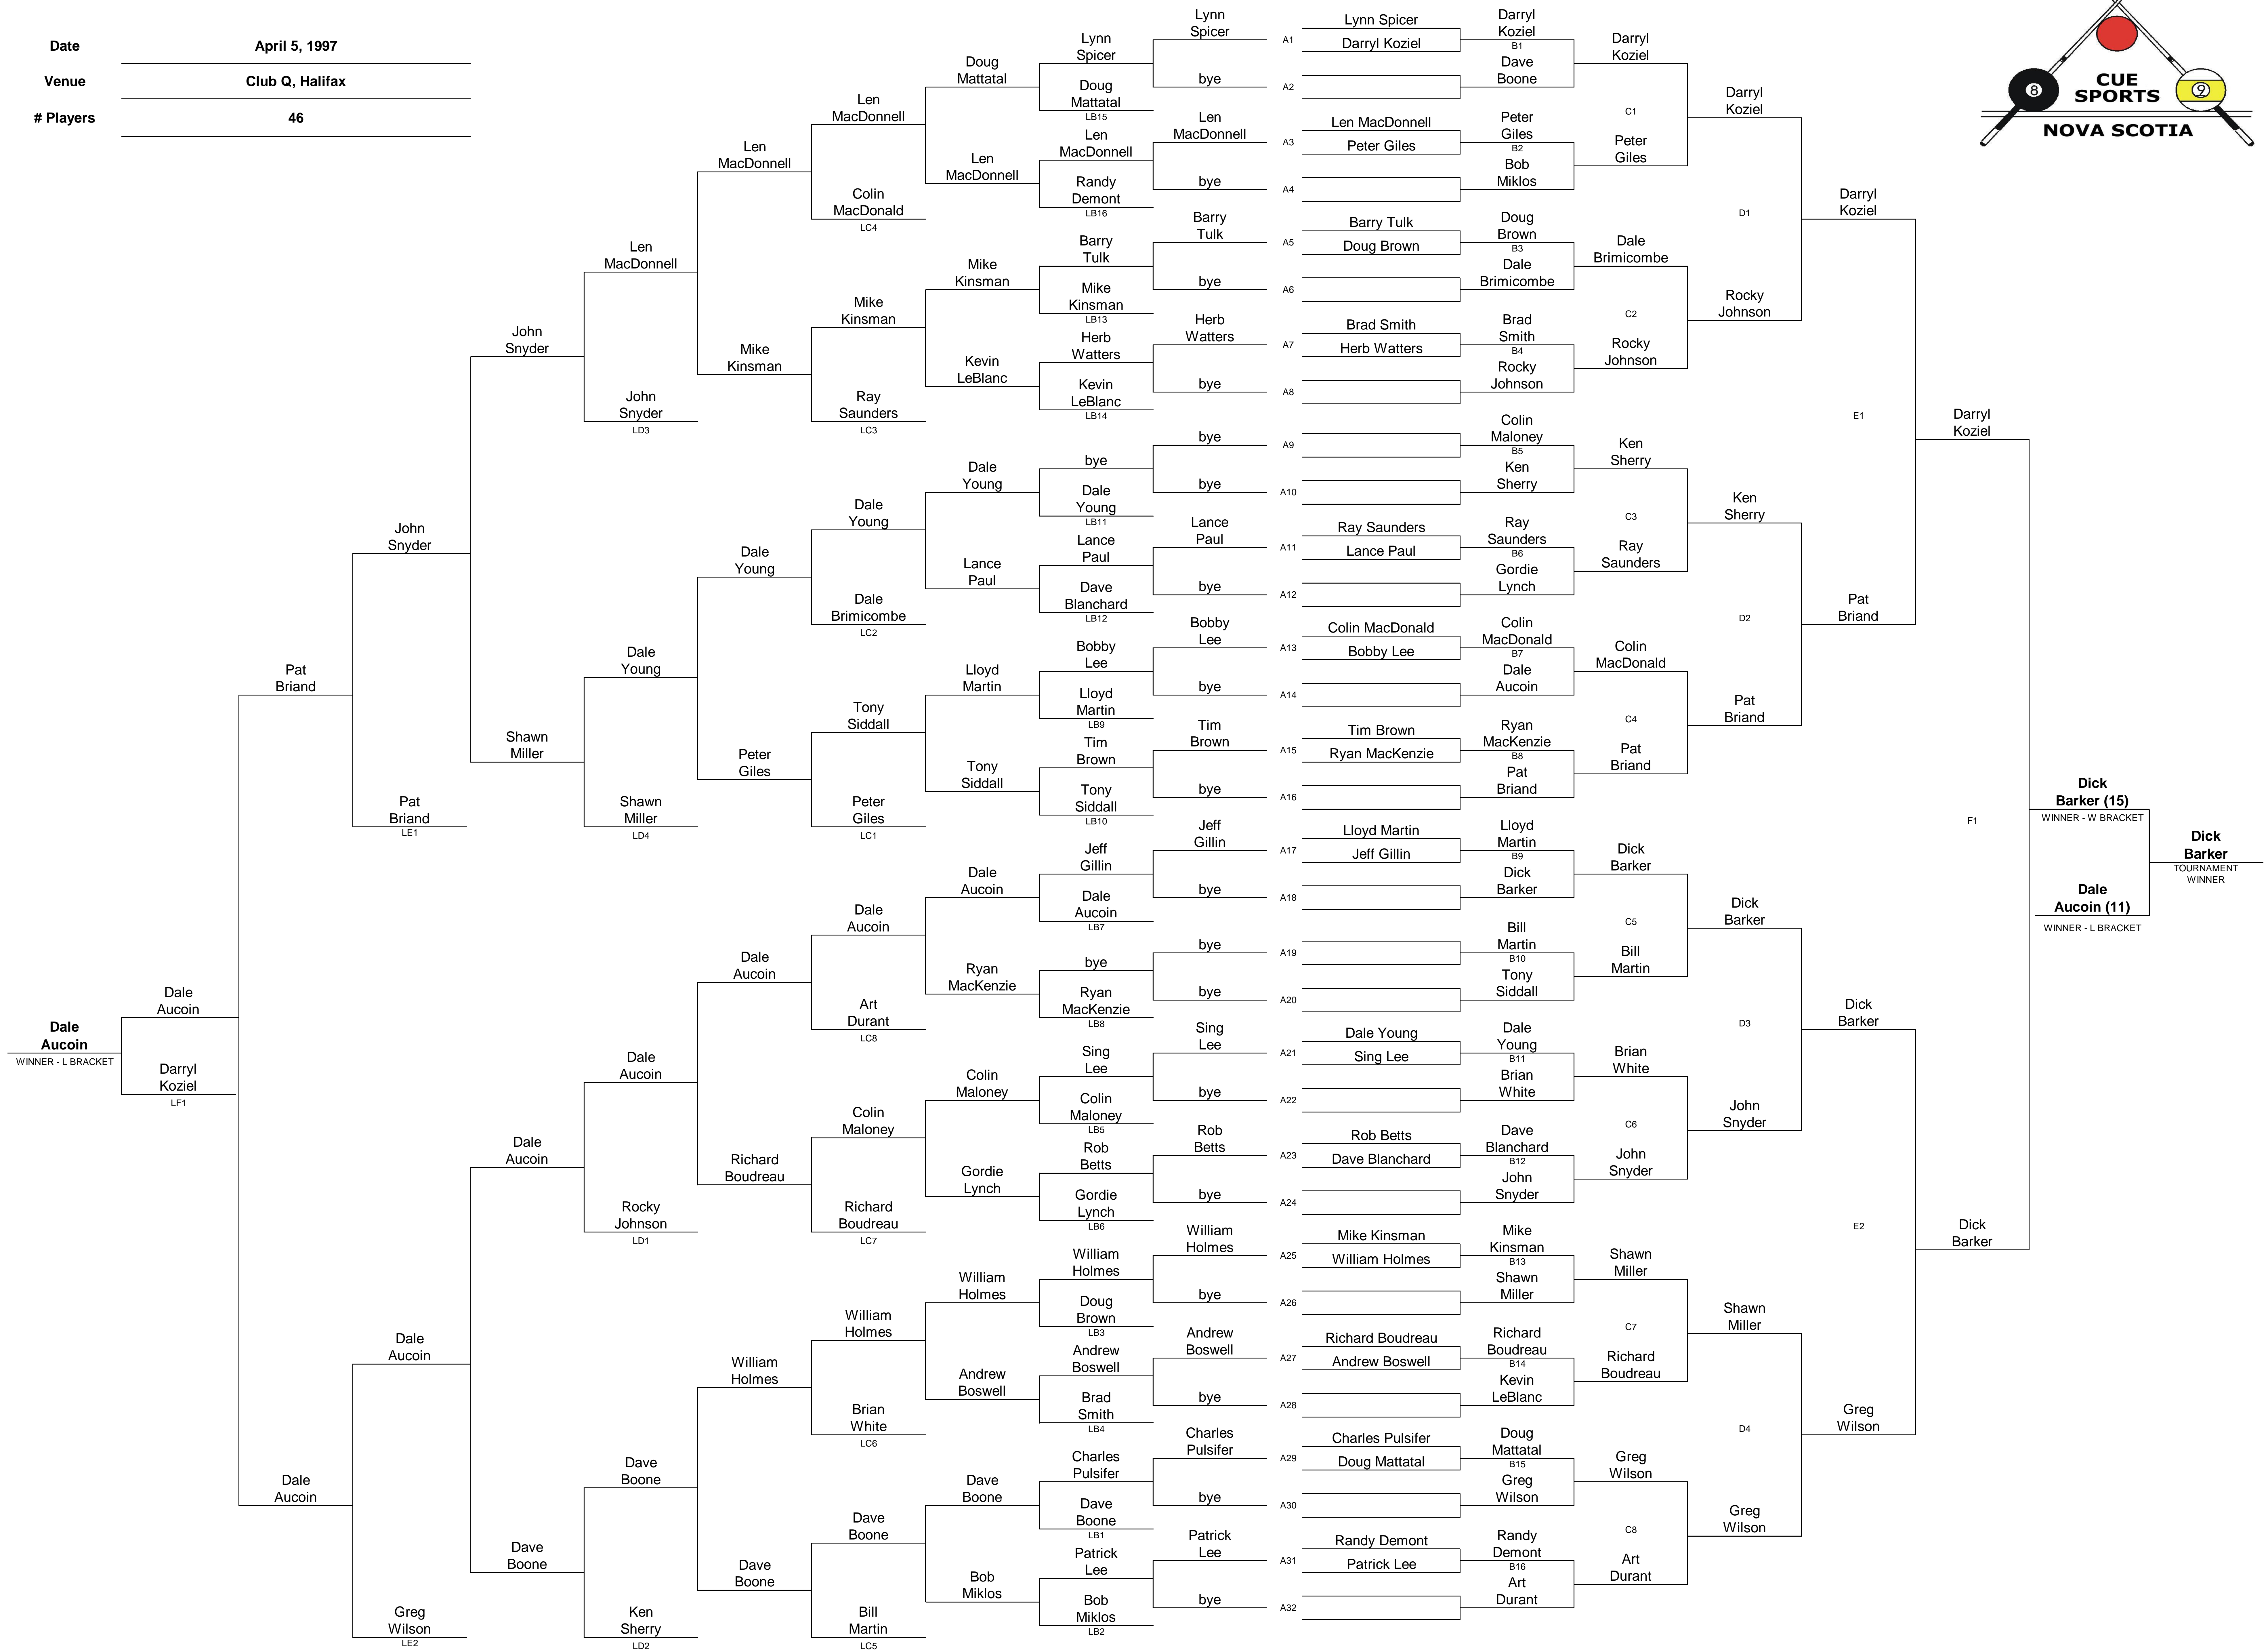 Date
April 5, 1997
Venue
Club Q, Halifax
# Players
46
8
9
CUE
SPORTS
NOVA SCOTIA
Dale
Aucoin
WINNER - L BRACKET
Dale
Aucoin
Darryl
Koziel
LF1
Pat
Briand
Dale
Aucoin
John
Snyder
Pat
Briand
LE1
Dale
Aucoin
Greg
Wilson
LE2
John
Snyder
Shawn
Miller
Dale
Aucoin
Dave
Boone
Len
MacDonnell
John
Snyder
LD3
Dale
Young
Shawn
Miller
LD4
Dale
Aucoin
Rocky
Johnson
LD1
Dave
Boone
Ken
Sherry
LD2
Len
MacDonnell
Mike
Kinsman
Dale
Young
Peter
Giles
Dale
Aucoin
Richard
Boudreau
William
Holmes
Dave
Boone
Len
MacDonnell
Colin
MacDonald
LC4
Mike
Kinsman
Ray
Saunders
LC3
Dale
Young
Dale
Brimicombe
LC2
Tony
Siddall
Peter
Giles
LC1
Dale
Aucoin
Art
Durant
LC8
Colin
Maloney
Richard
Boudreau
LC7
William
Holmes
Brian
White
LC6
Dave
Boone
Bill
Martin
LC5
Doug
Mattatal
Len
MacDonnell
Mike
Kinsman
Kevin
LeBlanc
Dale
Young
Lance
Paul
Lloyd
Martin
Tony
Siddall
Dale
Aucoin
Ryan
MacKenzie
Colin
Maloney
Gordie
Lynch
William
Holmes
Andrew
Boswell
Dave
Boone
Bob
Miklos
Lynn
Spicer
Doug
Mattatal
LB15
Len
MacDonnell
Randy
Demont
LB16
Barry
Tulk
Mike
Kinsman
LB13
Herb
Watters
Kevin
LeBlanc
LB14
bye
Dale
Young
LB11
Lance
Paul
Dave
Blanchard
LB12
Bobby
Lee
Lloyd
Martin
LB9
Tim
Brown
Tony
Siddall
LB10
Jeff
Gillin
Dale
Aucoin
LB7
bye
Ryan
MacKenzie
LB8
Sing
Lee
Colin
Maloney
LB5
Rob
Betts
Gordie
Lynch
LB6
William
Holmes
Doug
Brown
LB3
Andrew
Boswell
Brad
Smith
LB4
Charles
Pulsifer
Dave
Boone
LB1
Patrick
Lee
Bob
Miklos
LB2
Lynn
Spicer
bye
Len
MacDonnell
bye
Barry
Tulk
bye
Herb
Watters
bye
bye
bye
Lance
Paul
bye
Bobby
Lee
bye
Tim
Brown
bye
Jeff
Gillin
bye
bye
bye
Sing
Lee
bye
Rob
Betts
bye
William
Holmes
bye
Andrew
Boswell
bye
Charles
Pulsifer
bye
Patrick
Lee
bye
A1
A2
A3
A4
A5
A6
A7
A8
A9
A10
A11
A12
A13
A14
A15
A16
A17
A18
A19
A20
A21
A22
A23
A24
A25
A26
A27
A28
A29
A30
A31
A32
Lynn Spicer
Darryl Koziel
Len MacDonnell
Peter Giles
Barry Tulk
Doug Brown
Brad Smith
Herb Watters
Ray Saunders
Lance Paul
Colin MacDonald
Bobby Lee
Tim Brown
Ryan MacKenzie
Lloyd Martin
Jeff Gillin
Dale Young
Sing Lee
Rob Betts
Dave Blanchard
Mike Kinsman
William Holmes
Richard Boudreau
Andrew Boswell
Charles Pulsifer
Doug Mattatal
Randy Demont
Patrick Lee
Darryl
Koziel
B1
Dave
Boone
Peter
Giles
B2
Bob
Miklos
Doug
Brown
B3
Dale
Brimicombe
Brad
Smith
B4
Rocky
Johnson
Colin
Maloney
B5
Ken
Sherry
Ray
Saunders
B6
Gordie
Lynch
Colin
MacDonald
B7
Dale
Aucoin
Ryan
MacKenzie
B8
Pat
Briand
Lloyd
Martin
B9
Dick
Barker
Bill
Martin
B10
Tony
Siddall
Dale
Young
B11
Brian
White
Dave
Blanchard
B12
John
Snyder
Mike
Kinsman
B13
Shawn
Miller
Richard
Boudreau
B14
Kevin
LeBlanc
Doug
Mattatal
B15
Greg
Wilson
Randy
Demont
B16
Art
Durant
Darryl
Koziel
C1
Peter
Giles
Dale
Brimicombe
C2
Rocky
Johnson
Ken
Sherry
C3
Ray
Saunders
Colin
MacDonald
C4
Pat
Briand
Dick
Barker
C5
Bill
Martin
Brian
White
C6
John
Snyder
Shawn
Miller
C7
Richard
Boudreau
Greg
Wilson
C8
Art
Durant
Darryl
Koziel
D1
Rocky
Johnson
Ken
Sherry
D2
Pat
Briand
Dick
Barker
D3
John
Snyder
Shawn
Miller
D4
Greg
Wilson
Darryl
Koziel
E1
Pat
Briand
Dick
Barker
E2
Greg
Wilson
Darryl
Koziel
F1
Dick
Barker
Dick
Barker (15)
WINNER - W BRACKET
Dale
Aucoin (11)
WINNER - L BRACKET
Dick
Barker
TOURNAMENT
WINNER